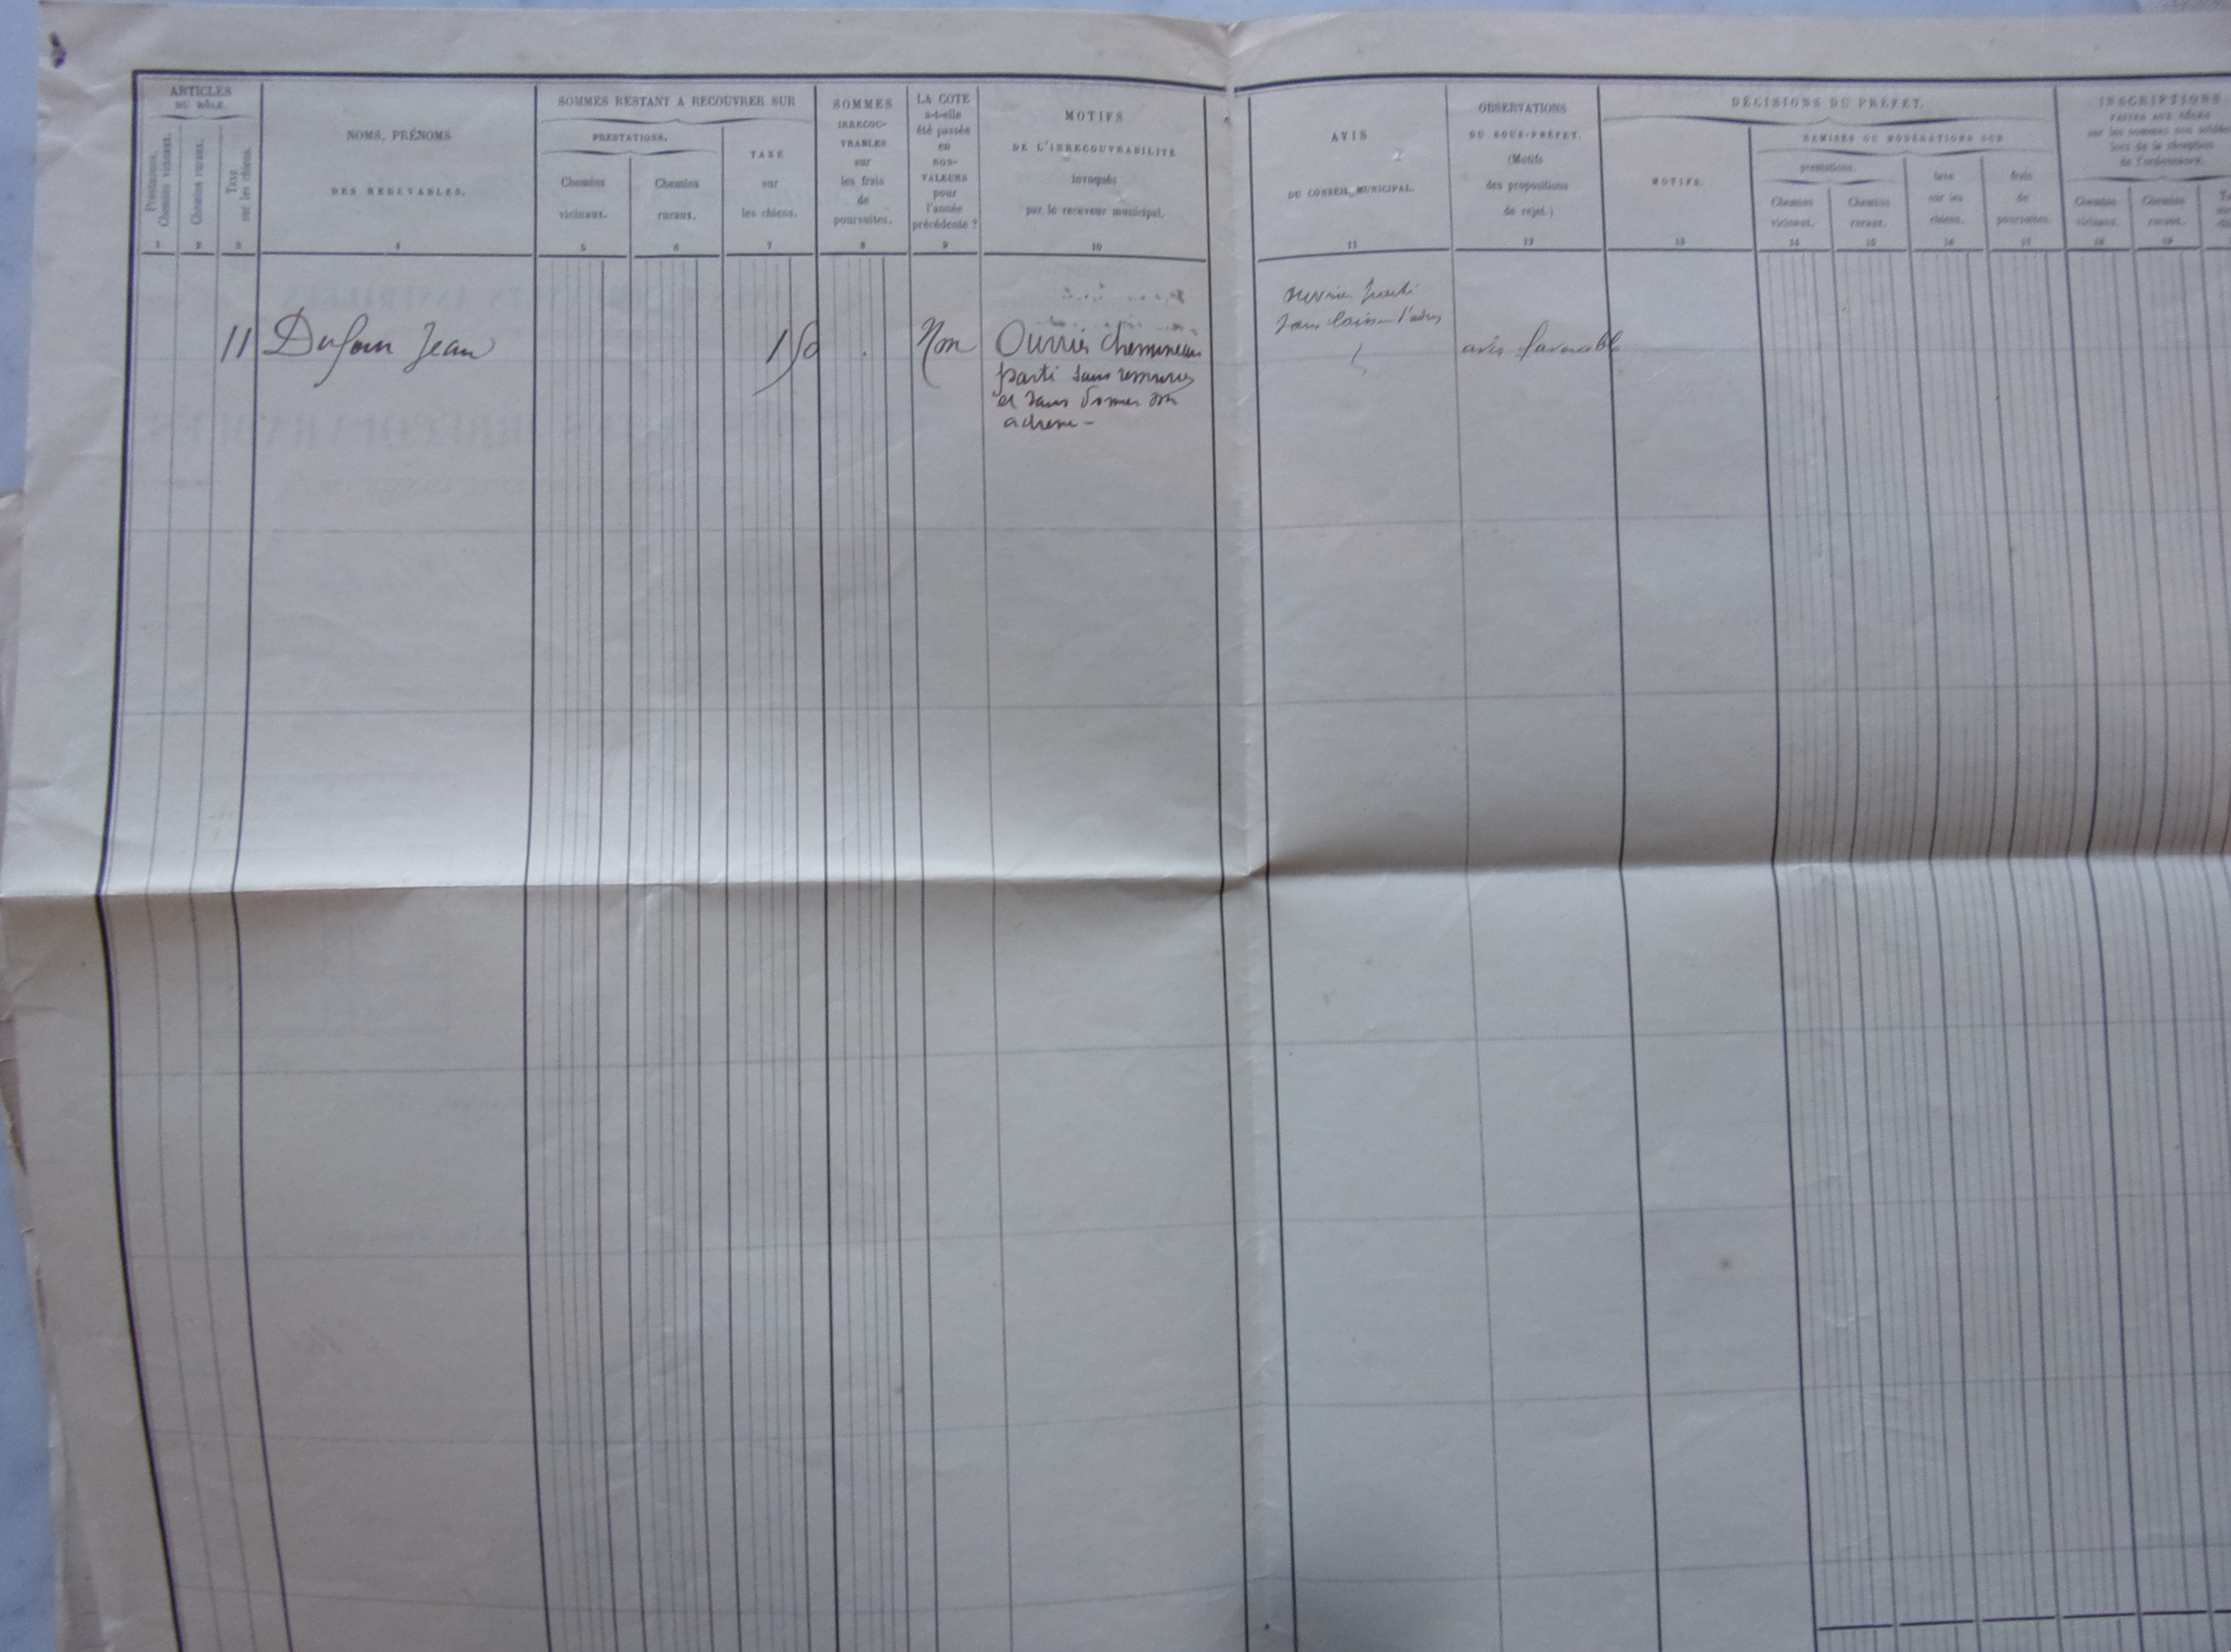 ARTICLES
DU RÔLE.
Prestations.
Chemins vicinaux.
1
Chemins ruraux.
2
Taxe
sur les chiens.
3
NOMS, PRÉNOMS
DES REDEVABLES.
4
SOMMES RESTANT A RECOUVRER SUR
PRESTATIONS.
Chemins
vicinaux.
5
Chemins
ruraux.
6
TAXE
sur
les chiens.
7
SOMMES
IRRECOU-
VRABLES
sur
les frais
de
poursuites.
8
LA COTE
a-t-elle
été passée
en
NON-
VALEURS
pour
l'année
précédente ?
9
MOTIFS
DE L'IRRECOUVRABILITÉ
invoqués
par le receveur municipal.
10
AVIS
DU CONSEIL MUNICIPAL.
11
OBSERVATIONS
DU SOUS-PRÉFET.
(Motifs
des propositions
de rejet.)
12
DÉCISIONS DU PRÉFET.
MOTIFS.
13
REMISES OU MODÉRATIONS SUR
prestations.
Chemins
vicinaux.
14
Chemins
ruraux.
15
taxe
sur les
chiens.
16
frais
de
poursuites.
17
INSCRIPTIONS
FAITES AUX RÔLES
sur les sommes non soldées
lors de la réception
de l'ordonnance.
Chemins
vicinaux.
18
Chemins
ruraux.
19
11
Dufour Jean
1 50
Non
Ouvrier chemineau
parti sans
et sans donner son
adresse -
ouvrier parti
sans laisser l'adresse
avis favorable